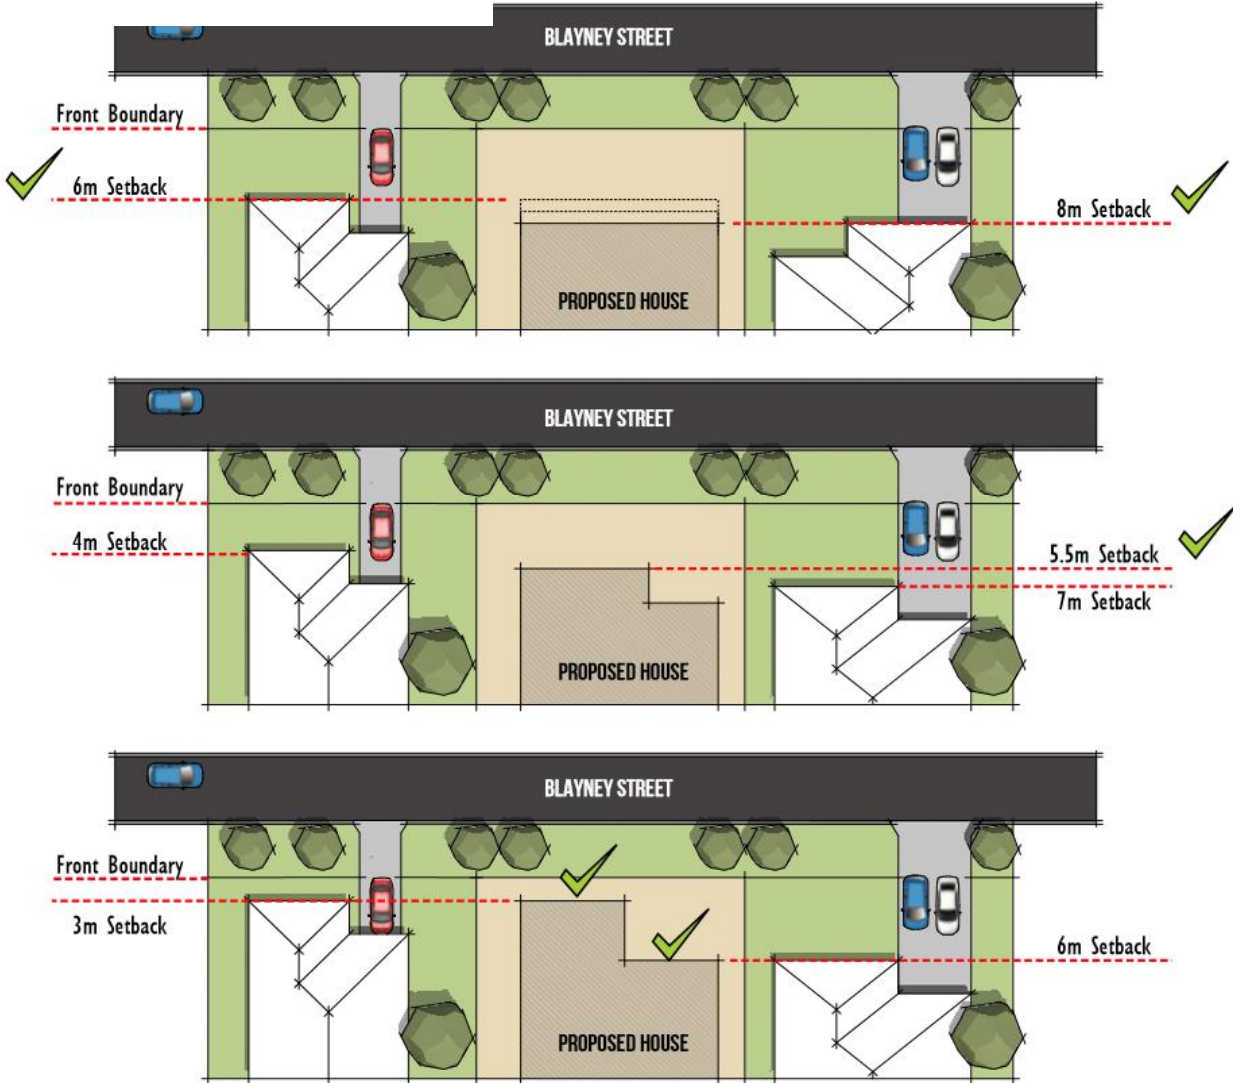 BLAYNEY STREET
Front Boundary
6m Setback
8m Setback
PROPOSED HOUSE
BLAYNEY STREET
Front Boundary
4m Setback
5.5m Setback
7m Setback
PROPOSED HOUSE
BLAYNEY STREET
Front Boundary
3m Setback
6m Setback
PROPOSED HOUSE